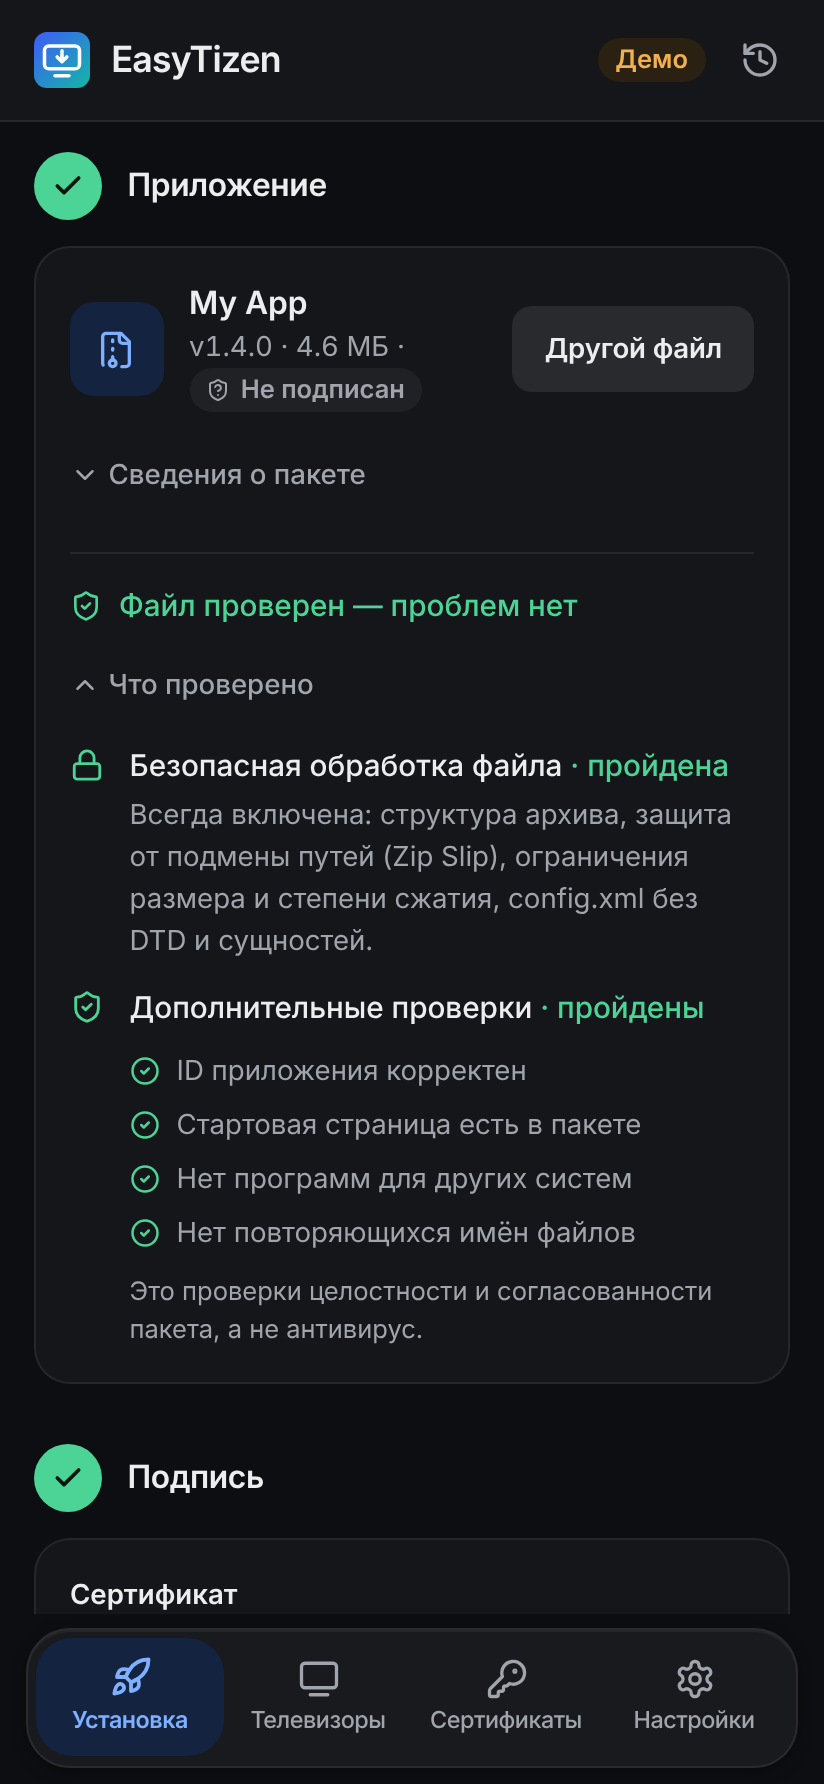 EasyTizen
Демо
Приложение
My App
v1.4.0 · 4.6 МБ ·
Не подписан
Другой файл
Сведения о пакете
Файл проверен — проблем нет
Что проверено
Безопасная обработка файла · пройдена
Всегда включена: структура архива, защита
от подмены путей (Zip Slip), ограничения
размера и степени сжатия, config.xml без
DTD и сущностей.
Дополнительные проверки · пройдены
ID приложения корректен
Стартовая страница есть в пакете
Нет программ для других систем
Нет повторяющихся имён файлов
Это проверки целостности и согласованности
пакета, а не антивирус.
Подпись
Сертификат
Установка
Телевизоры
Сертификаты
Настройки